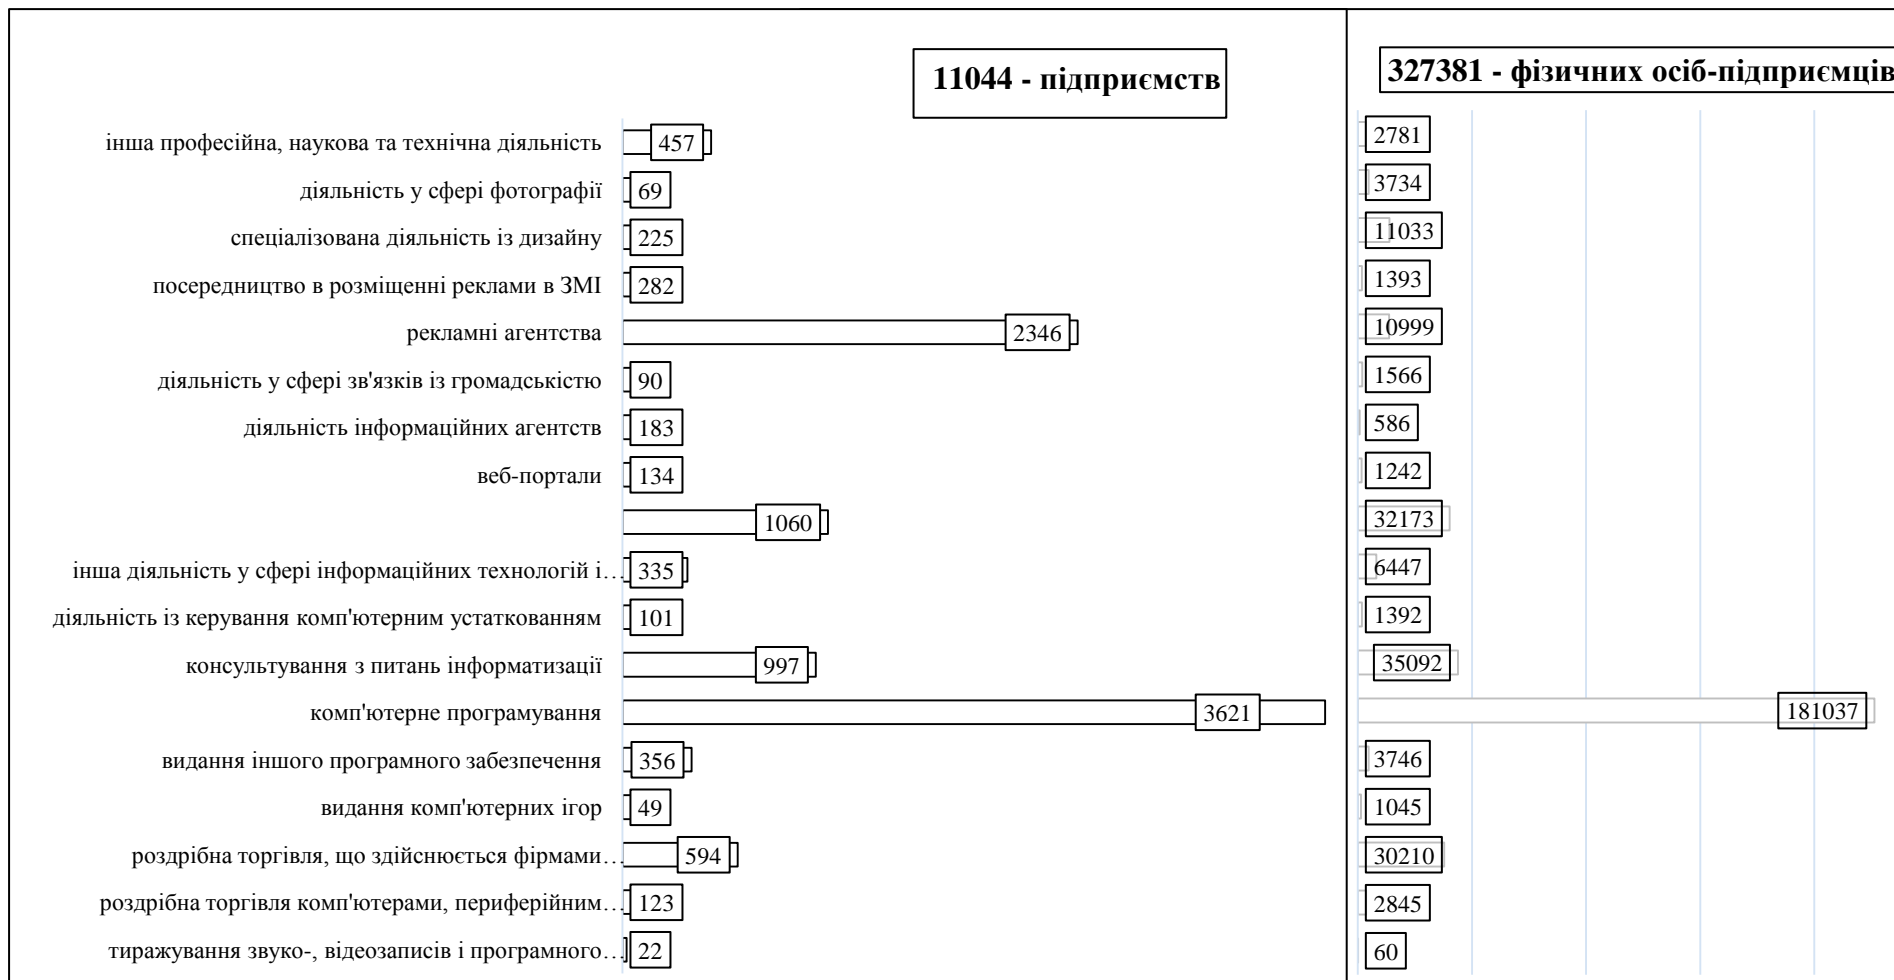 11044 - підприємств
327381 - фізичних осіб-підприємців
інша професійна, наукова та технічна діяльність 457 2781
діяльність у сфері фотографії 69 3734
спеціалізована діяльність із дизайну 225 11033
посередництво в розміщенні реклами в ЗМІ 282 1393
рекламні агентства 2346 10999
діяльність у сфері зв'язків із громадськістю 90 1566
діяльність інформаційних агентств 183 586
веб-портали 134 1242
1060 32173
інша діяльність у сфері інформаційних технологій і… 335 6447
діяльність із керування комп'ютерним устаткованням 101 1392
консультування з питань інформатизації 997 35092
комп'ютерне програмування 3621 181037
видання іншого програмного забезпечення 356 3746
видання комп'ютерних ігор 49 1045
роздрібна торгівля, що здійснюється фірмами… 594 30210
роздрібна торгівля комп'ютерами, периферійним… 123 2845
тиражування звуко-, відеозаписів і програмного… 22 60